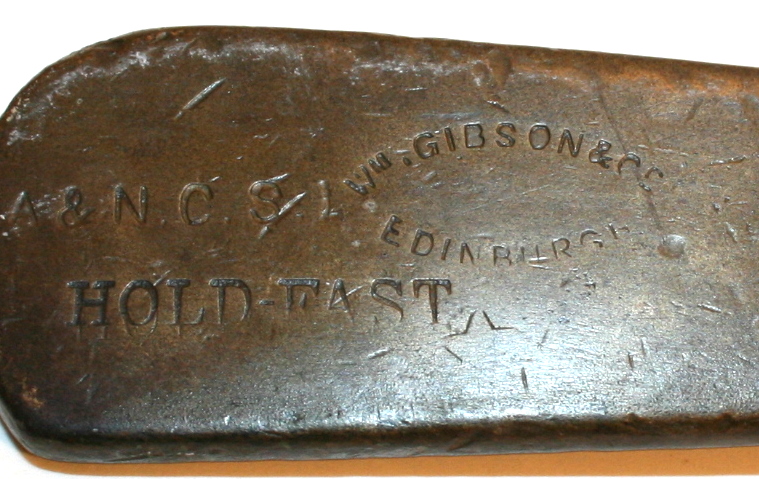 A & N. C. S. L
Wm. GIBSON & Co
EDINBURGH
HOLD-FAST